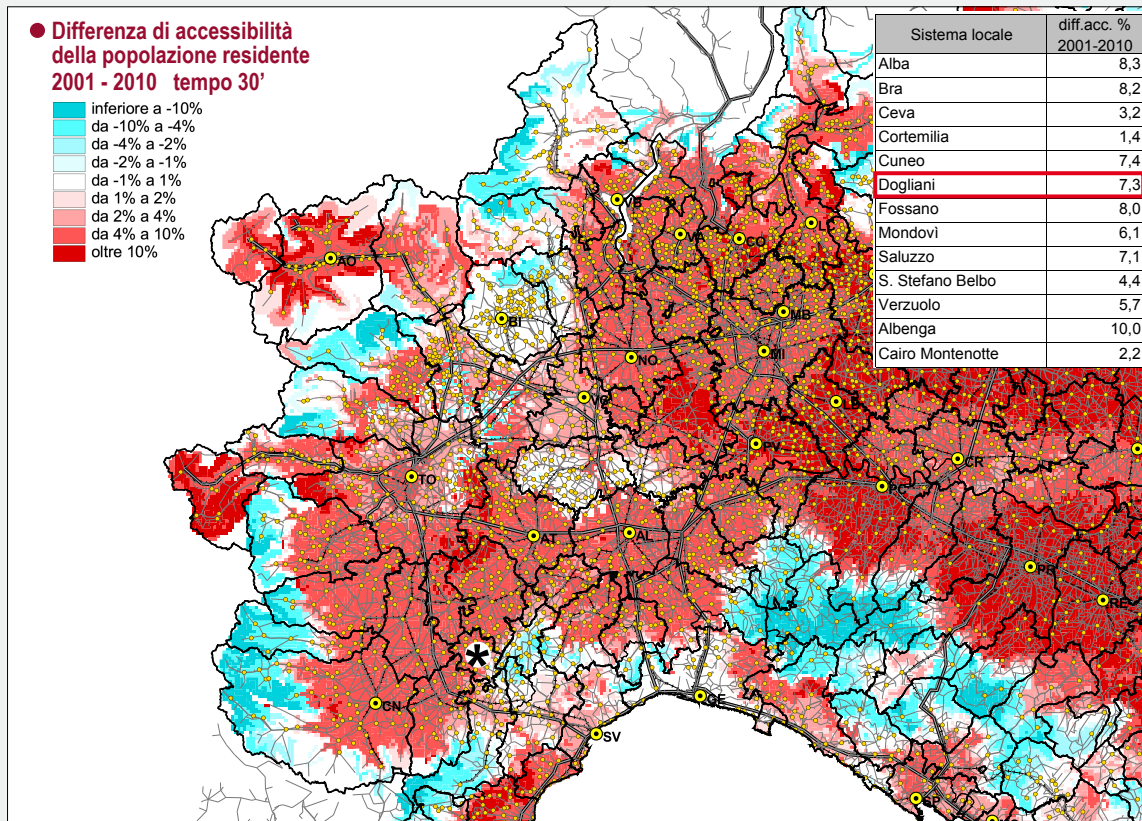 Differenza di accessibilità
della popolazione residente
2001 - 2010 tempo 30'
inferiore a -10%
da -10% a -4%
da -4% a -2%
da -2% a -1%
da -1% a 1%
da 1% a 2%
da 2% a 4%
da 4% a 10%
oltre 10%
Sistema locale diff.acc. % 2001-2010
Alba 8,3
Bra 8,2
Ceva 3,2
Cortemilia 1,4
Cuneo 7,4
Dogliani 7,3
Fossano 8,0
Mondovì 6,1
Saluzzo 7,1
S. Stefano Belbo 4,4
Verzuolo 5,7
Albenga 10,0
Cairo Montenotte 2,2
VB
VA
CO
AO
BI
MB
NO
MI
PV
CR
TO
AT
AL
PR
RE
*
CN
GE
SV
SP